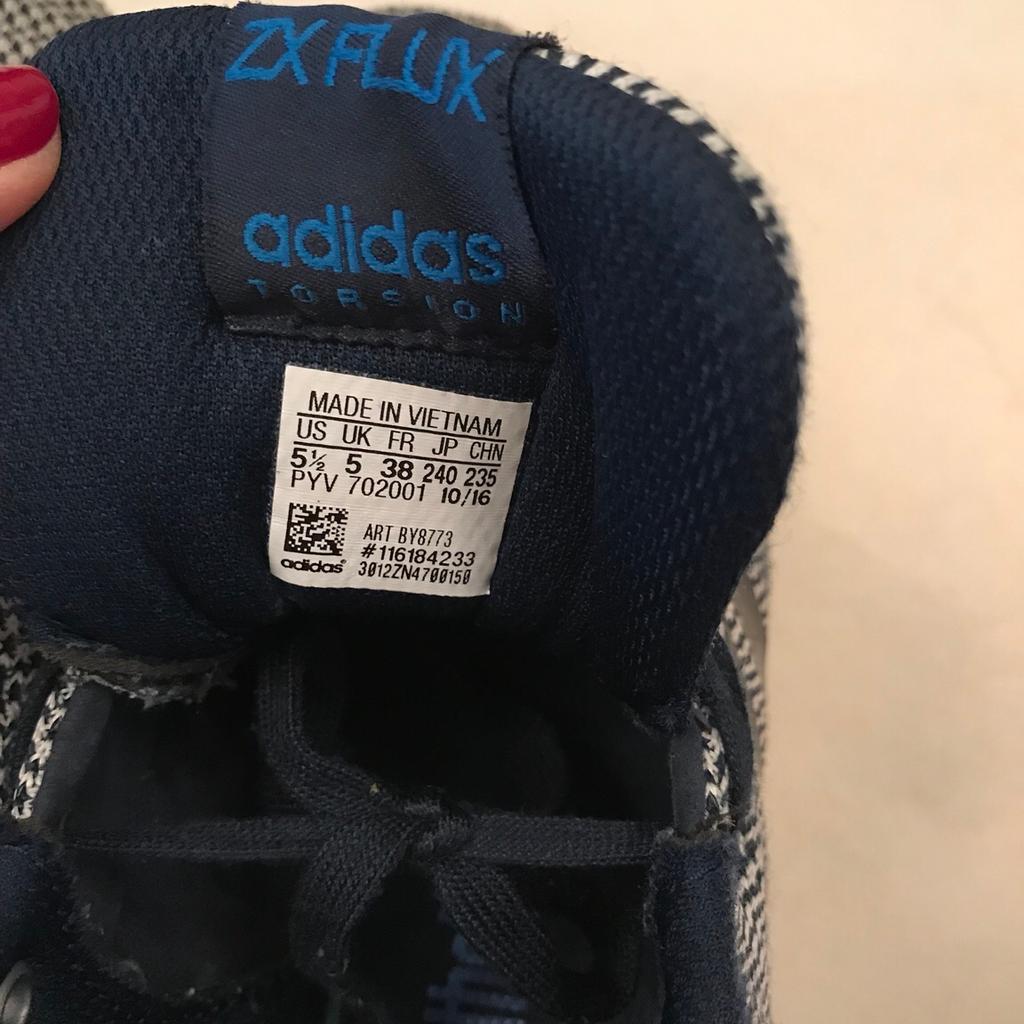 ZX FLUX
adidas
TORSION
MADE IN VIETNAM
US UK FR JP CHN
5½ 5 38 240 235
PYV 702001 10/16
ART BY8773
#116184233
adidas® 3012ZN4700150